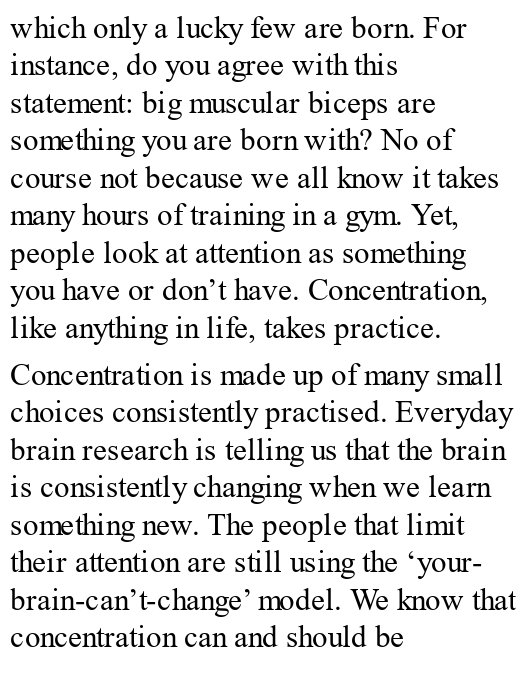 which only a lucky few are born. For
instance, do you agree with this
statement: big muscular biceps are
something you are born with? No of
course not because we all know it takes
many hours of training in a gym. Yet,
people look at attention as something
you have or don’t have. Concentration,
like anything in life, takes practice.
Concentration is made up of many small
choices consistently practised. Everyday
brain research is telling us that the brain
is consistently changing when we learn
something new. The people that limit
their attention are still using the ‘your-
brain-can’t-change’ model. We know that
concentration can and should be